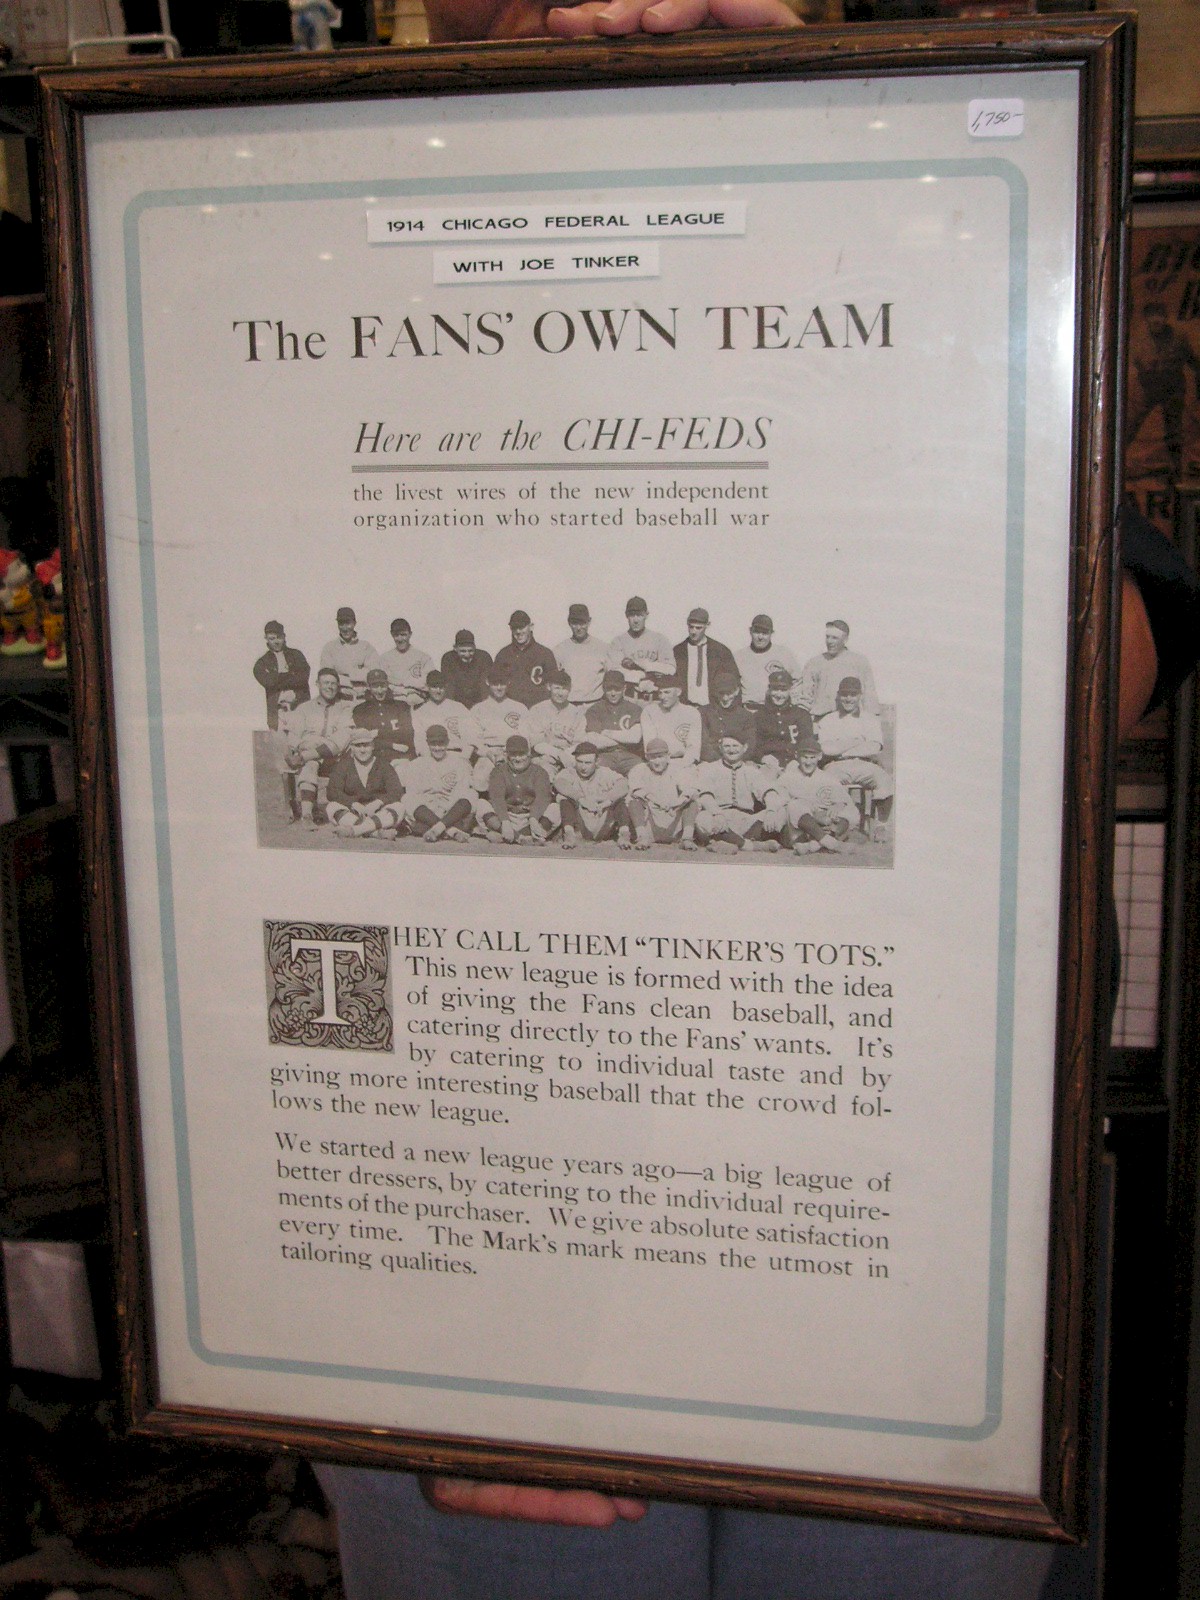 1,750-
1914 CHICAGO FEDERAL LEAGUE
WITH JOE TINKER
The FANS' OWN TEAM
Here are the CHI-FEDS
the livest wires of the new independent
organization who started baseball war
C
C
F
THEY CALL THEM "TINKER'S TOTS."
This new league is formed with the idea
of giving the Fans clean baseball, and
catering directly to the Fans' wants. It's
by catering to individual taste and by
giving more interesting baseball that the crowd fol-
lows the new league.
We started a new league years ago—a big league of
better dressers, by catering to the individual require-
ments of the purchaser. We give absolute satisfaction
every time. The Mark's mark means the utmost in
tailoring qualities.